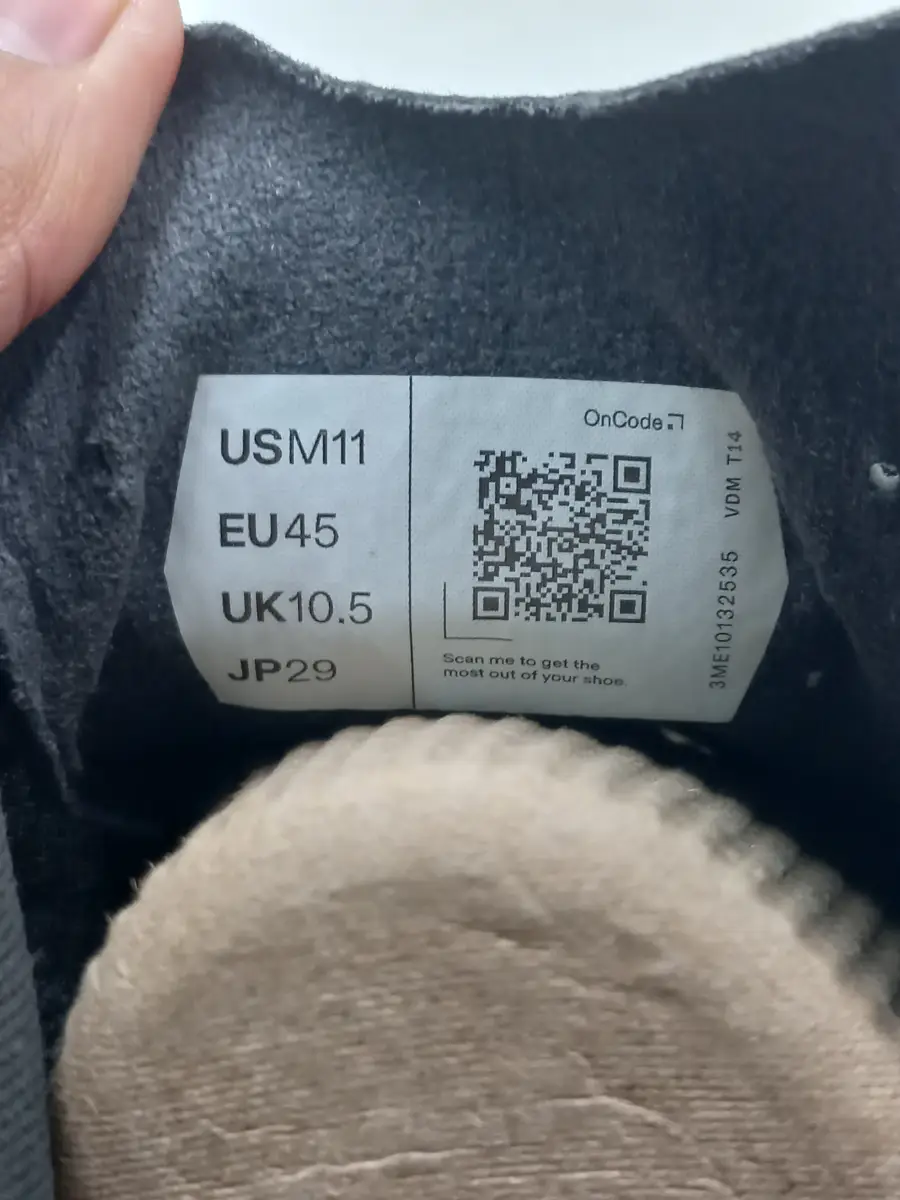 USM11
EU45
UK10.5
JP29
OnCode
Scan me to get the
most out of your shoe.
3ME10132535 VDM T14